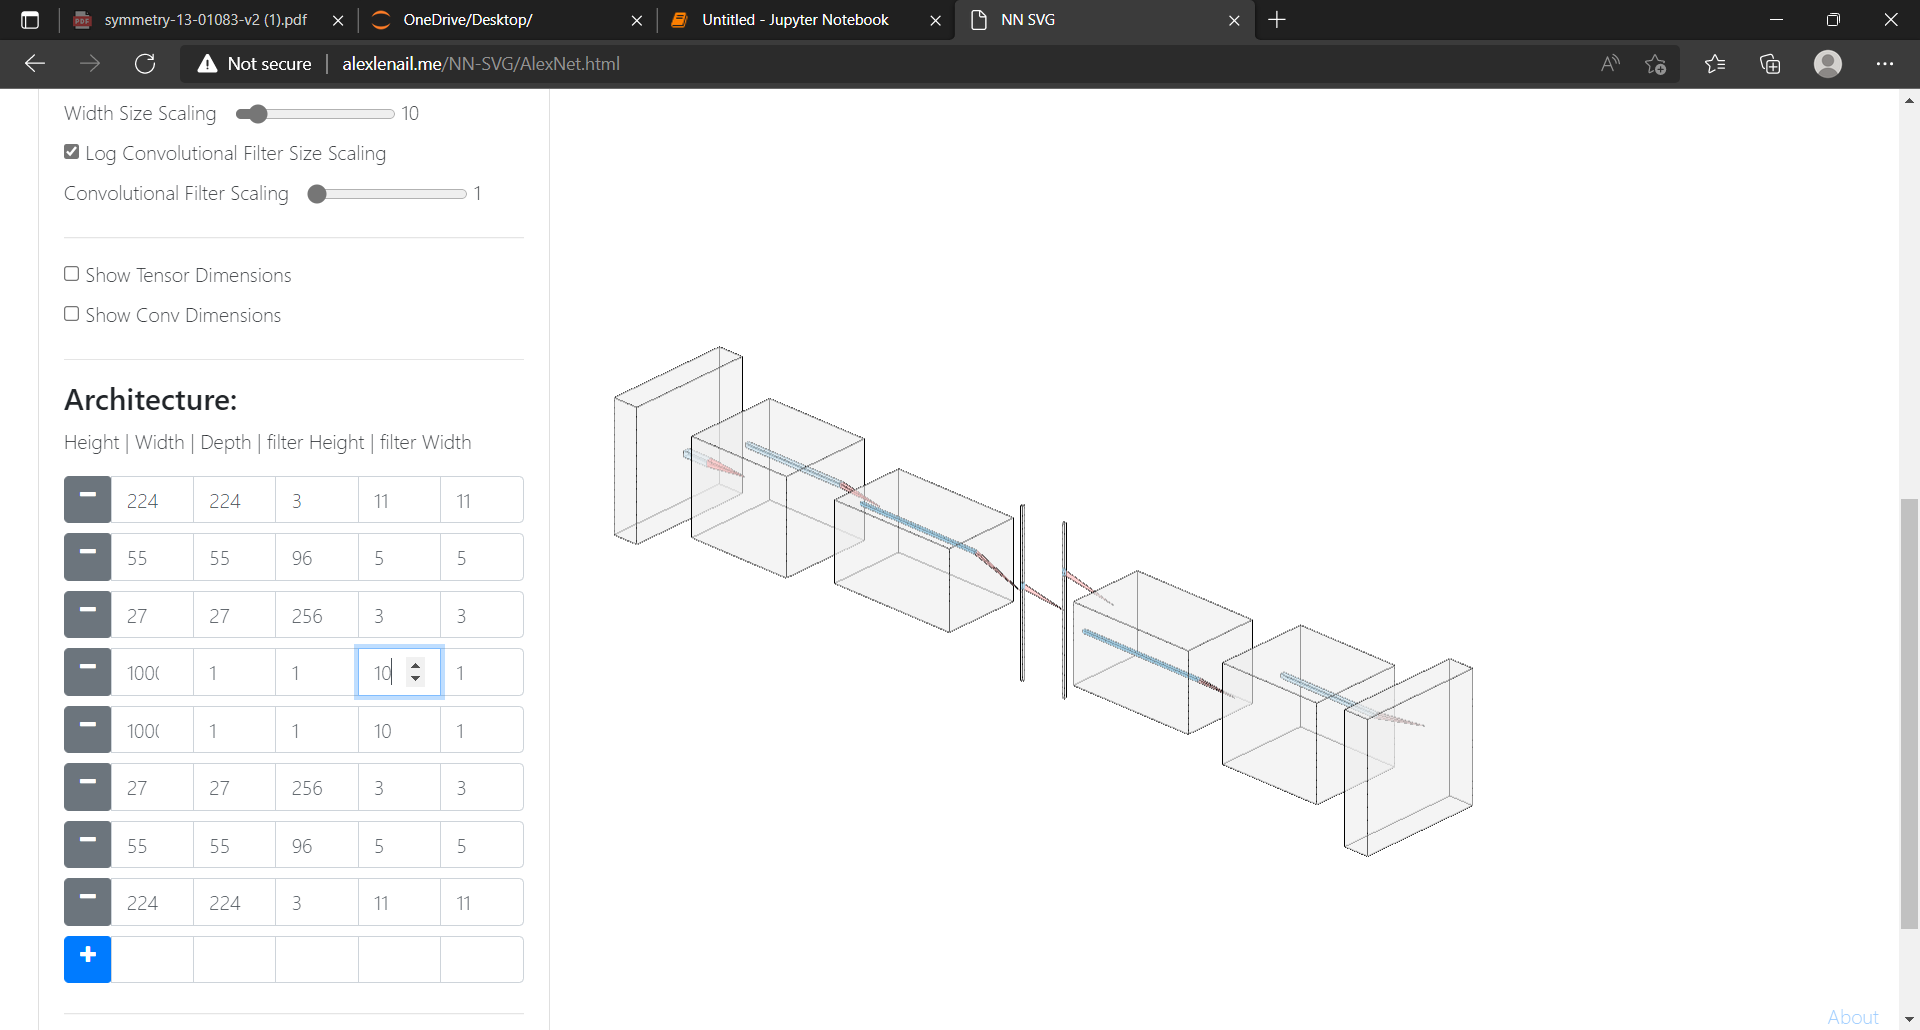 symmetry-13-01083-v2 (1).pdf
OneDrive/Desktop/
Untitled - Jupyter Notebook
NN SVG
Not secure
alexlenail.me/NN-SVG/AlexNet.html
Width Size Scaling 10
Log Convolutional Filter Size Scaling
Convolutional Filter Scaling 1
Show Tensor Dimensions
Show Conv Dimensions
Architecture:
Height | Width | Depth | filter Height | filter Width
224 224 3 11 11
55 55 96 5 5
27 27 256 3 3
100 1 1 10 1
100 1 1 10 1
27 27 256 3 3
55 55 96 5 5
224 224 3 11 11
About